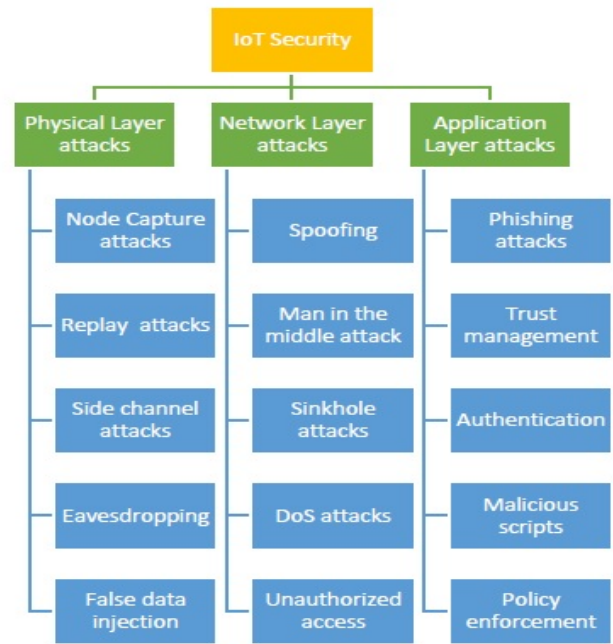 IoT Security
Physical Layer
attacks
Network Layer
attacks
Application
Layer attacks
Node Capture
attacks
Replay attacks
Side channel
attacks
Eavesdropping
False data
injection
Spoofing
Man in the
middle attack
Sinkhole
attacks
DoS attacks
Unauthorized
access
Phishing
attacks
Trust
management
Authentication
Malicious
scripts
Policy
enforcement